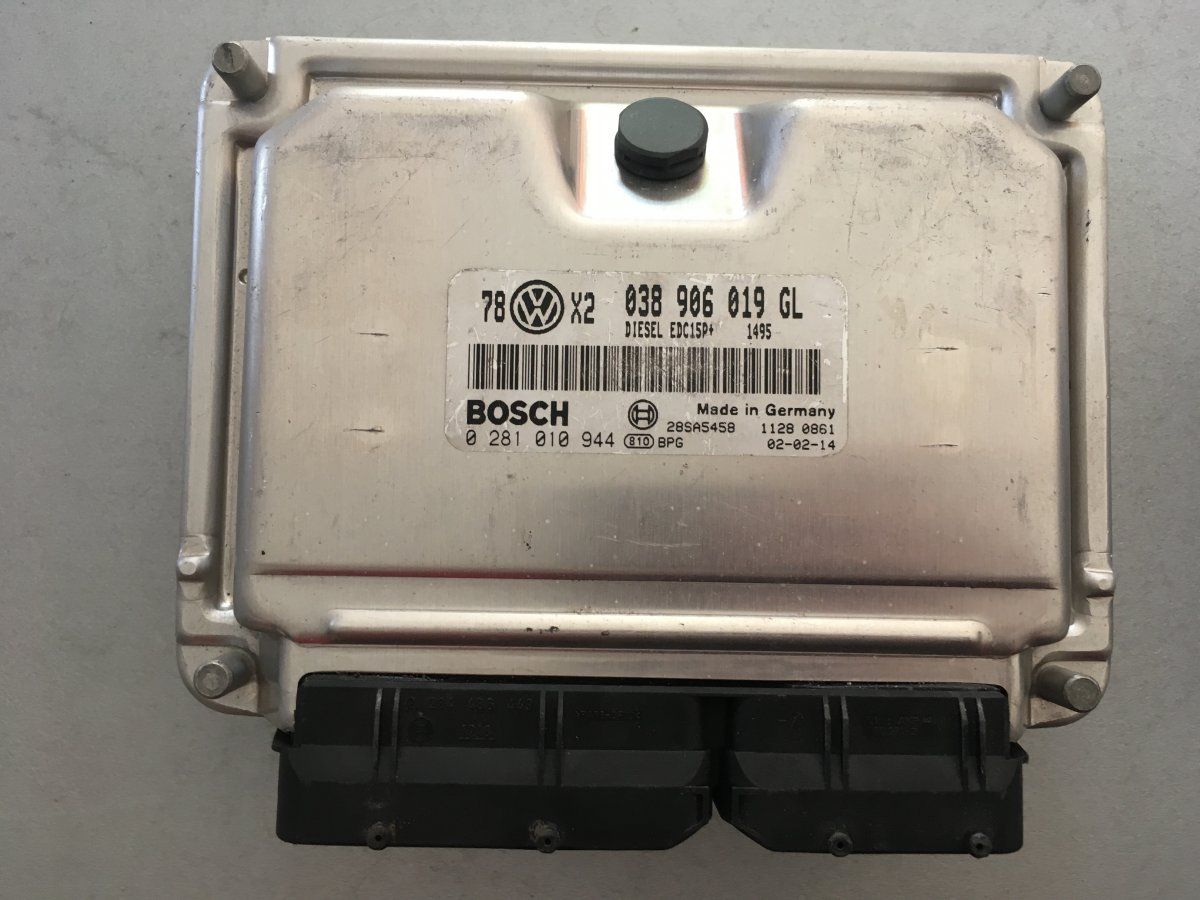 78 VW X2 038 906 019 GL
DIESEL EDC15P+ 1495
BOSCH Made in Germany
28SA5458 1128 0861
0 281 010 944 810 BPG 02-02-14